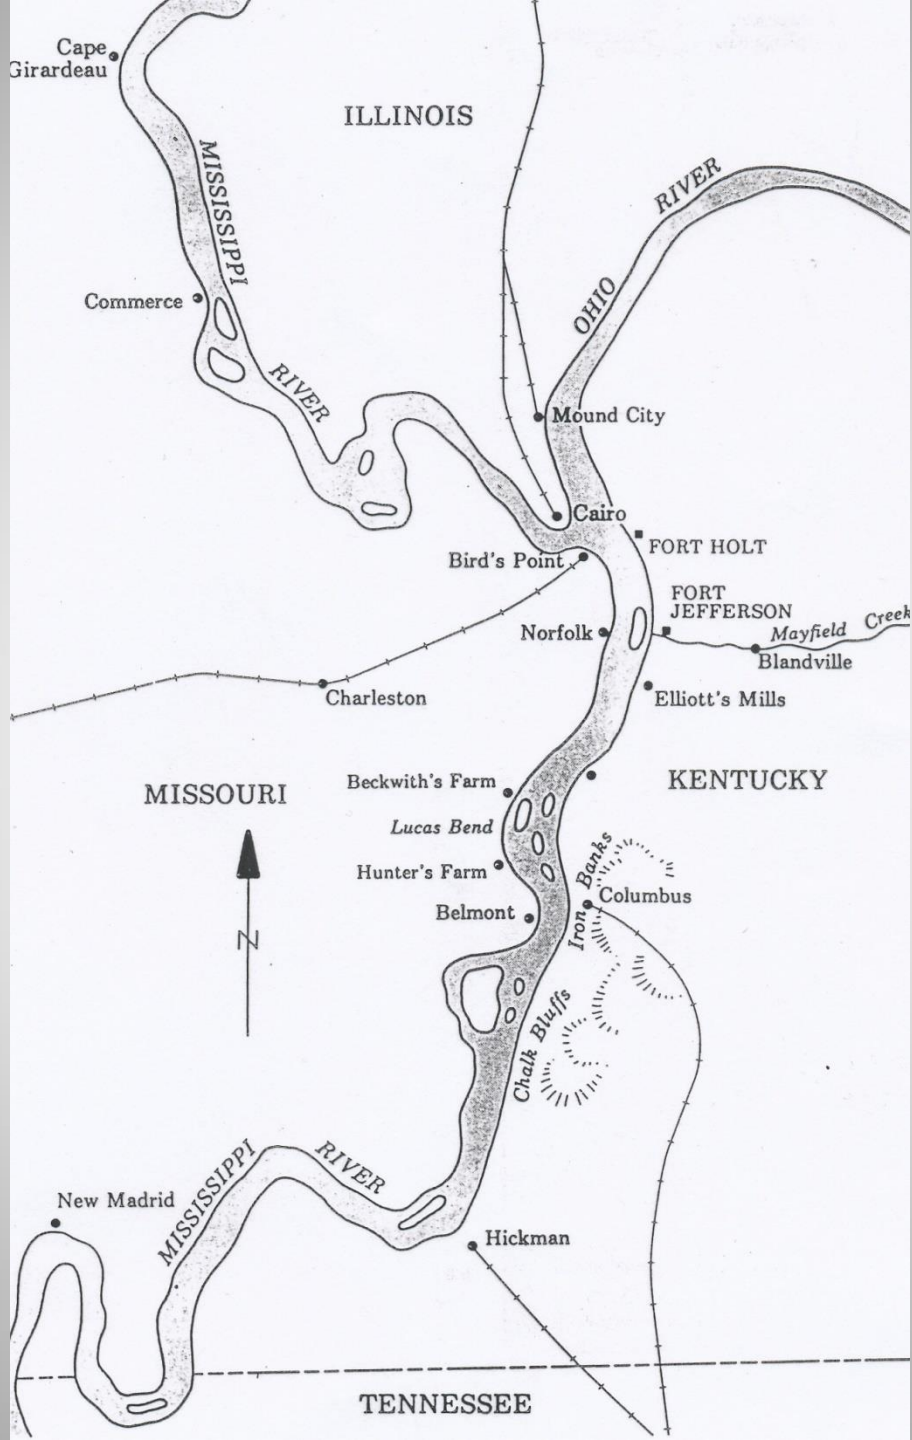 Cape
Girardeau
ILLINOIS
MISSISSIPPI
RIVER
Commerce
OHIO
RIVER
Mound City
Cairo
FORT HOLT
Bird's Point
FORT
JEFFERSON
Norfolk
Mayfield Creek
Blandville
Charleston
Elliott's Mills
Beckwith's Farm
MISSOURI
KENTUCKY
Lucas Bend
Hunter's Farm
Iron Banks
Columbus
Belmont
N
Chalk Bluffs
MISSISSIPPI
RIVER
New Madrid
Hickman
TENNESSEE